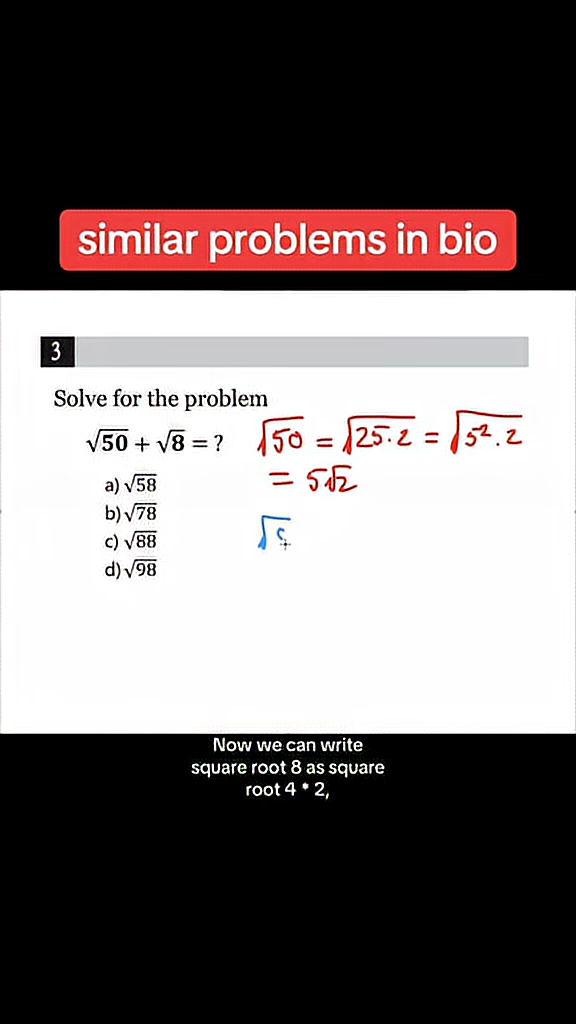 similar problems in bio
3
Solve for the problem
√50 + √8 = ?
a) √58
b) √78
c) √88
d) √98
√50 = √25.2 = √5².2
= 5√2
√
Now we can write
square root 8 as square
root 4 * 2,